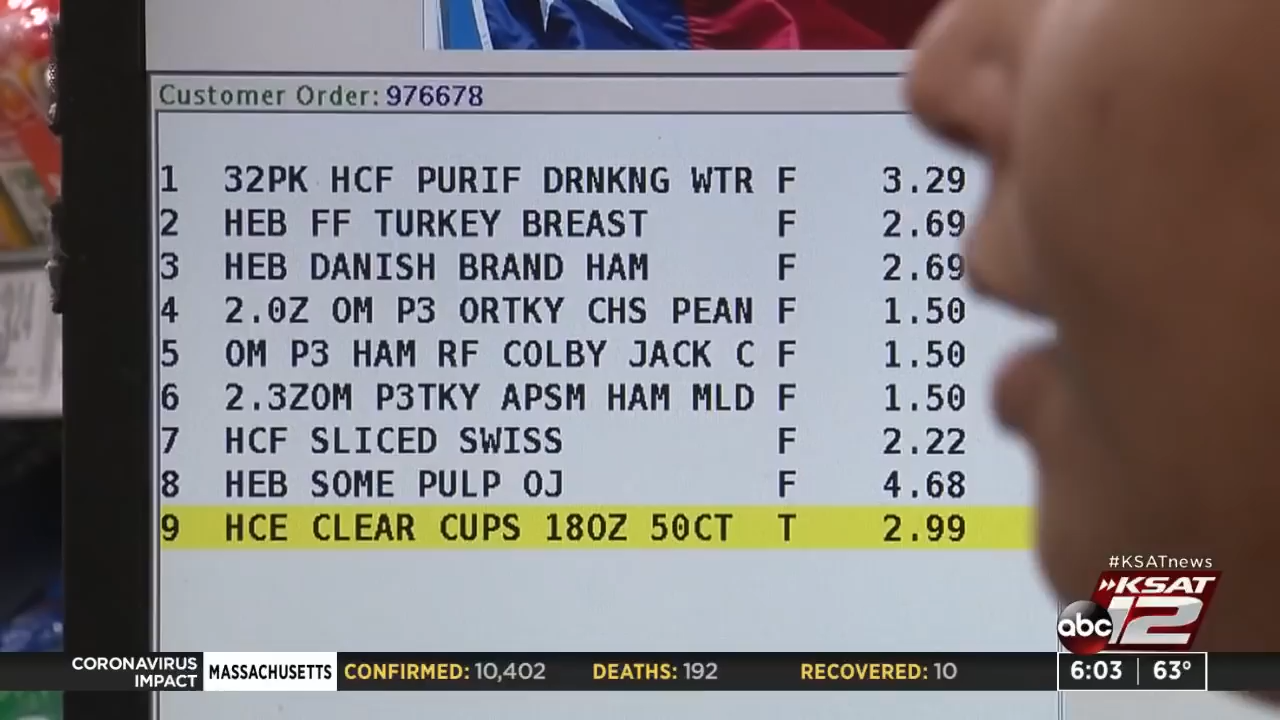 Customer Order: 976678
1 32PK HCF PURIF DRNKNG WTR F 3.29
2 HEB FF TURKEY BREAST F 2.69
3 HEB DANISH BRAND HAM F 2.69
4 2.0Z OM P3 ORTKY CHS PEAN F 1.50
5 OM P3 HAM RF COLBY JACK C F 1.50
6 2.3ZOM P3TKY APSM HAM MLD F 1.50
7 HCF SLICED SWISS F 2.22
8 HEB SOME PULP OJ F 4.68
9 HCE CLEAR CUPS 18OZ 50CT T 2.99
#KSATnews
KSAT
abc 12
CORONAVIRUS IMPACT MASSACHUSETTS CONFIRMED: 10,402 DEATHS: 192 RECOVERED: 10 6:03 63°